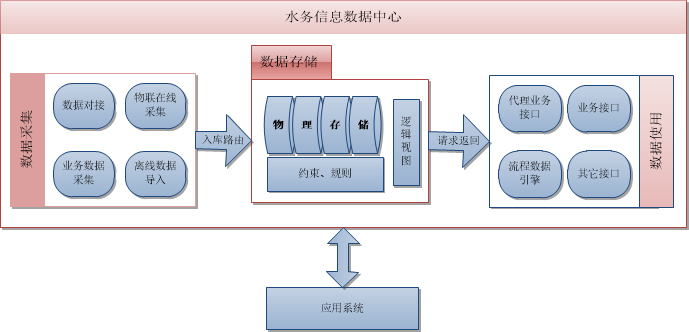 水务信息数据中心
数据采集
数据对接
物联在线
采集
业务数据
采集
离线数据
导入
入库路由
数据存储
物理存储
约束、规则
逻辑视图
请求返回
代理业务
接口
业务接口
流程数据
引擎
其它接口
数据使用
应用系统